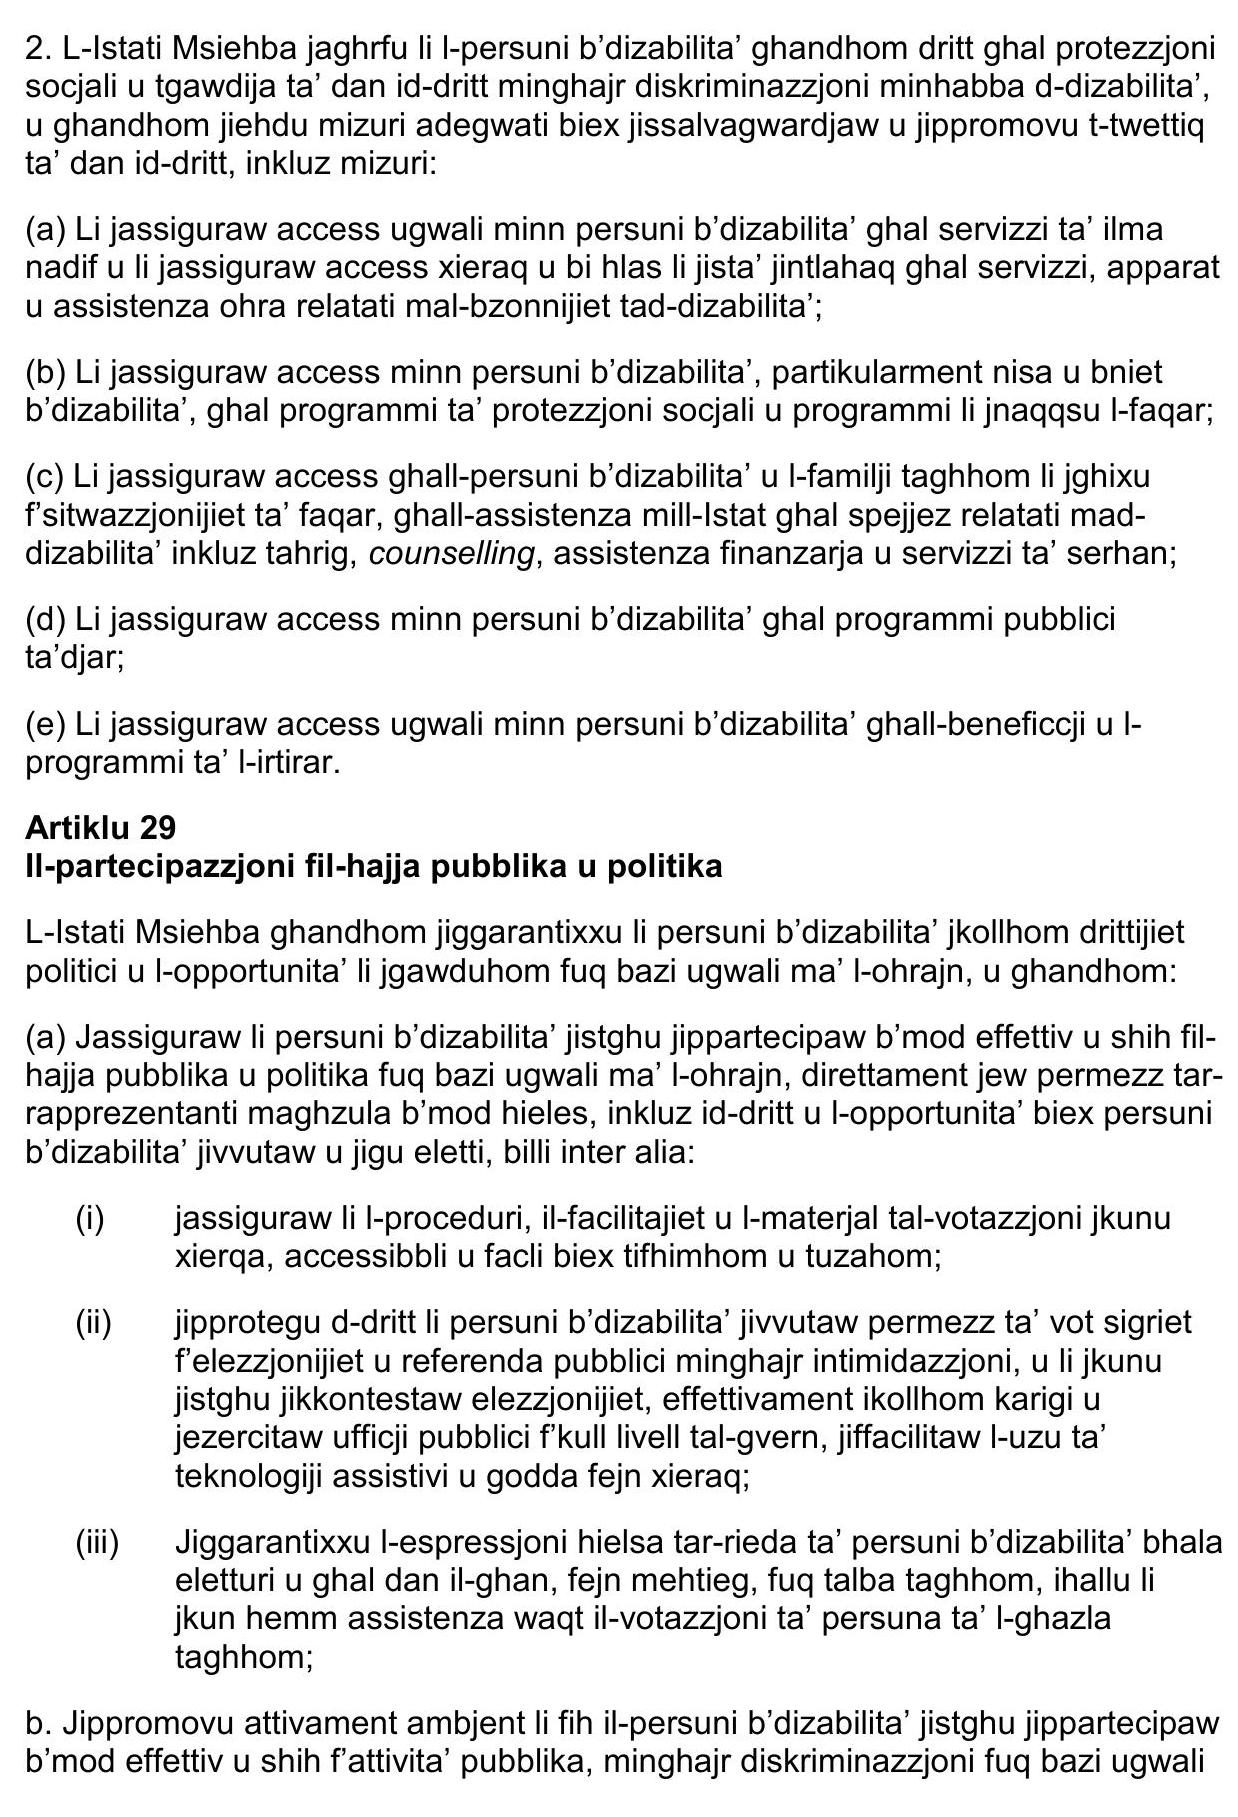 2. L-Istati Msiehba jaghrfu li l-persuni b’dizabilita’ ghandhom dritt ghal protezzjoni
socjali u tgawdija ta’ dan id-dritt minghajr diskriminazzjoni minhabba d-dizabilita’,
u ghandhom jiehdu mizuri adegwati biex jissalvagwardjaw u jippromovu t-twettiq
ta’ dan id-dritt, inkluz mizuri:
(a) Li jassiguraw access ugwali minn persuni b’dizabilita’ ghal servizzi ta’ ilma
nadif u li jassiguraw access xieraq u bi hlas li jista’ jintlahaq ghal servizzi, apparat
u assistenza ohra relatati mal-bzonnijiet tad-dizabilita’;
(b) Li jassiguraw access minn persuni b’dizabilita’, partikularment nisa u bniet
b’dizabilita’, ghal programmi ta’ protezzjoni socjali u programmi li jnaqqsu l-faqar;
(c) Li jassiguraw access ghall-persuni b’dizabilita’ u l-familji taghhom li jghixu
f’sitwazzjonijiet ta’ faqar, ghall-assistenza mill-Istat ghal spejjez relatati mad-
dizabilita’ inkluz tahrig, counselling, assistenza finanzarja u servizzi ta’ serhan;
(d) Li jassiguraw access minn persuni b’dizabilita’ ghal programmi pubblici
ta’djar;
(e) Li jassiguraw access ugwali minn persuni b’dizabilita’ ghall-beneficcji u l-
programmi ta’ l-irtirar.
Artiklu 29
Il-partecipazzjoni fil-hajja pubblika u politika
L-Istati Msiehba ghandhom jiggarantixxu li persuni b’dizabilita’ jkollhom drittijiet
politici u l-opportunita’ li jgawduhom fuq bazi ugwali ma’ l-ohrajn, u ghandhom:
(a) Jassiguraw li persuni b’dizabilita’ jistghu jippartecipaw b’mod effettiv u shih fil-
hajja pubblika u politika fuq bazi ugwali ma’ l-ohrajn, direttament jew permezz tar-
rapprezentanti maghzula b’mod hieles, inkluz id-dritt u l-opportunita’ biex persuni
b’dizabilita’ jivvutaw u jigu eletti, billi inter alia:
(i) jassiguraw li l-proceduri, il-facilitajiet u l-materjal tal-votazzjoni jkunu
xierqa, accessibbli u facli biex tifhimhom u tuzahom;
(ii) jipprotegu d-dritt li persuni b’dizabilita’ jivvutaw permezz ta’ vot sigriet
f’elezzjonijiet u referenda pubblici minghajr intimidazzjoni, u li jkunu
jistghu jikkontestaw elezzjonijiet, effettivament ikollhom karigi u
jezercitaw ufficji pubblici f’kull livell tal-gvern, jiffacilitaw l-uzu ta’
teknologiji assistivi u godda fejn xieraq;
(iii) Jiggarantixxu l-espressjoni hielsa tar-rieda ta’ persuni b’dizabilita’ bhala
eletturi u ghal dan il-ghan, fejn mehtieg, fuq talba taghhom, ihallu li
jkun hemm assistenza waqt il-votazzjoni ta’ persuna ta’ l-ghazla
taghhom;
b. Jippromovu attivament ambjent li fih il-persuni b’dizabilita’ jistghu jippartecipaw
b’mod effettiv u shih f’attivita’ pubblika, minghajr diskriminazzjoni fuq bazi ugwali